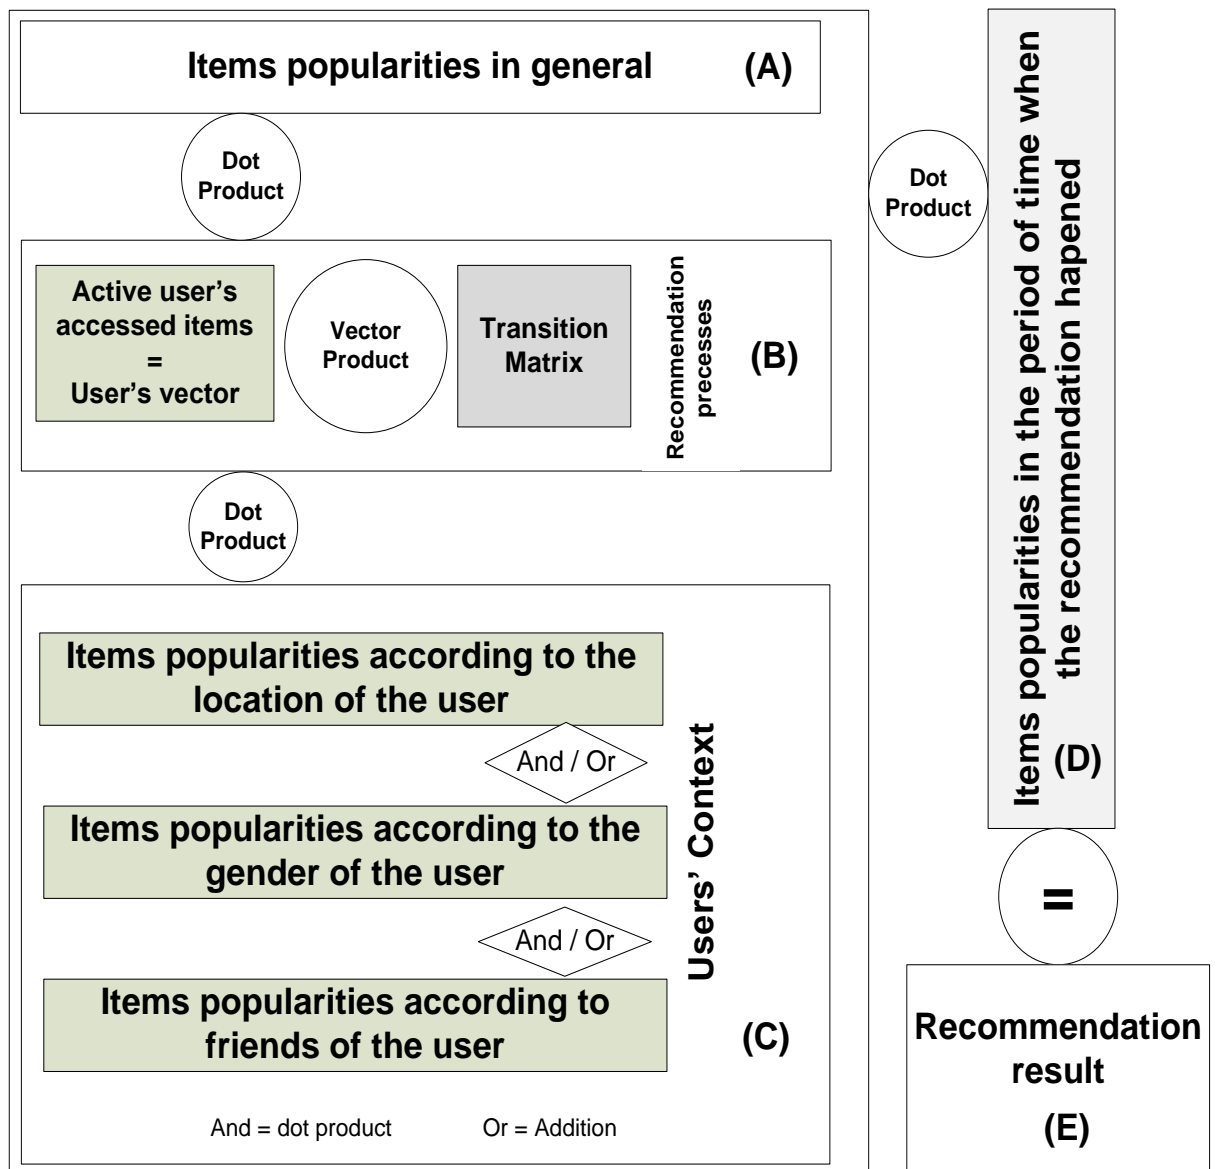 Items popularities in general (A)
Dot
Product
Active user's
accessed items
=
User's vector
Vector
Product
Transition
Matrix
Recommendation
precesses
(B)
Dot
Product
Items popularities according to the
location of the user
And / Or
Items popularities according to the
gender of the user
And / Or
Items popularities according to
friends of the user
Users' Context
(C)
And = dot product Or = Addition
Dot
Product
Items popularities in the period of time when
the recommendation hapened
(D)
=
Recommendation
result
(E)